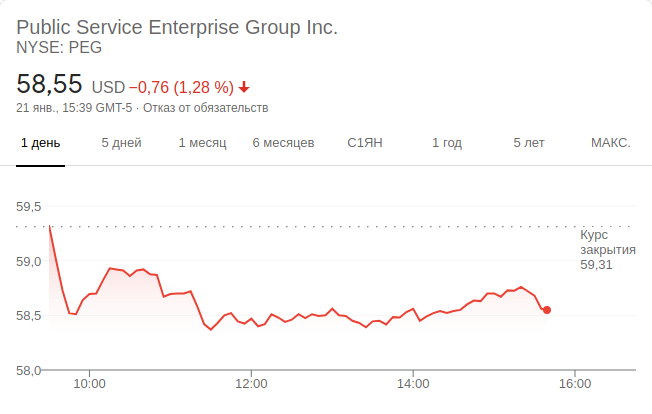 Public Service Enterprise Group Inc.
NYSE: PEG
58,55 USD −0,76 (1,28 %)
21 янв., 15:39 GMT-5 · Отказ от обязательств
1 день 5 дней 1 месяц 6 месяцев С1ЯН 1 год 5 лет МАКС.
59,5
59,0
58,5
58,0
Курс
закрытия
59,31
10:00 12:00 14:00 16:00